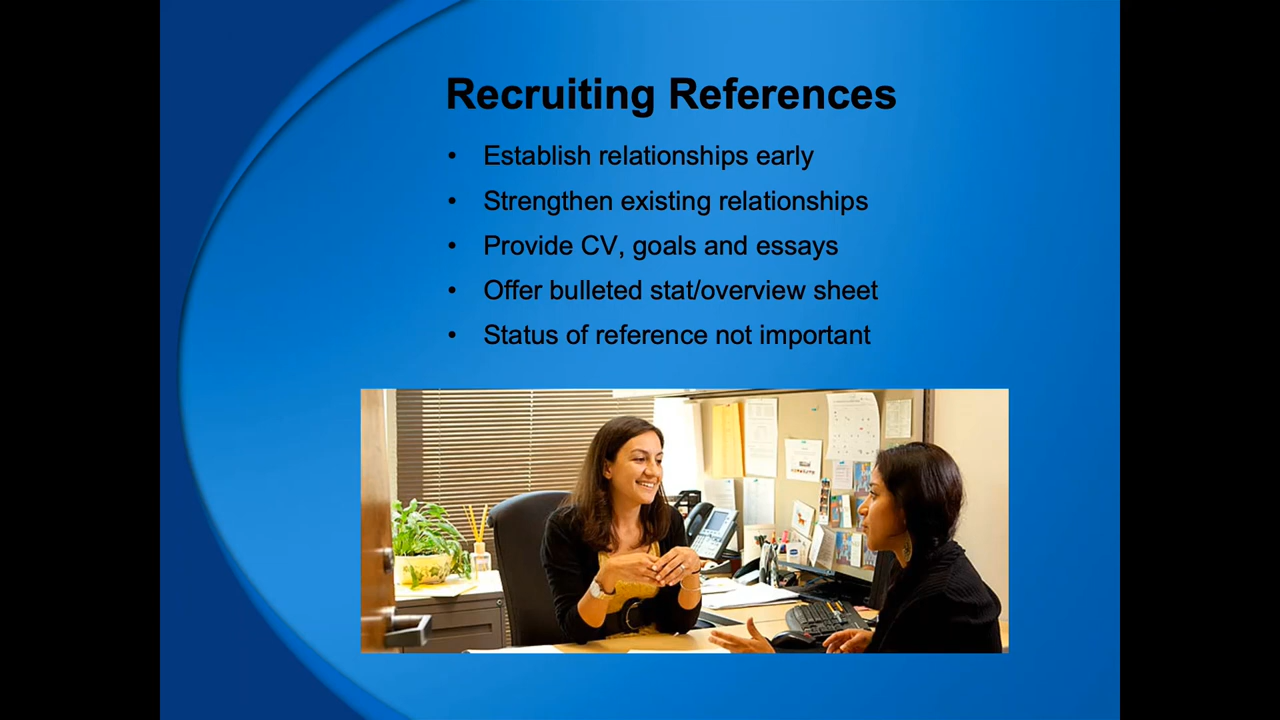 Recruiting References
• Establish relationships early
• Strengthen existing relationships
• Provide CV, goals and essays
• Offer bulleted stat/overview sheet
• Status of reference not important